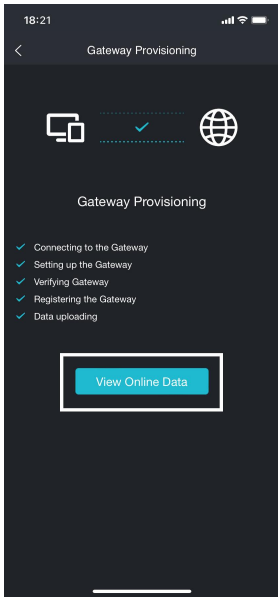 18:21
Gateway Provisioning
Gateway Provisioning
Connecting to the Gateway
Setting up the Gateway
Verifying Gateway
Registering the Gateway
Data uploading
View Online Data